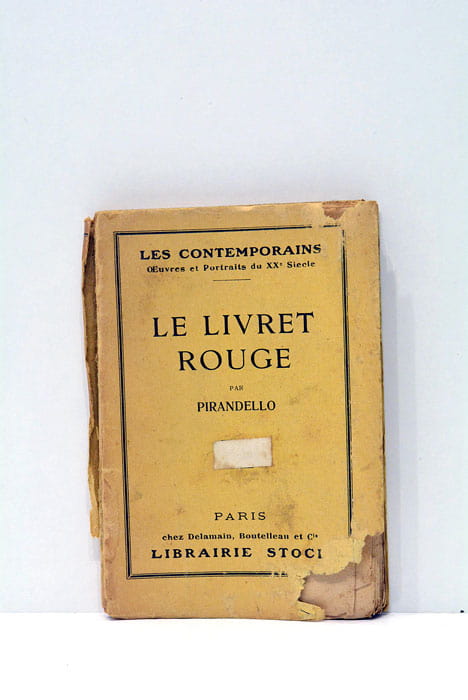 LES CONTEMPORAINS
Œuvres et Portraits du XXe Siècle
LE LIVRET
ROUGE
PAR
PIRANDELLO
PARIS
chez Delamain, Boutelleau et Cie
LIBRAIRIE STOC